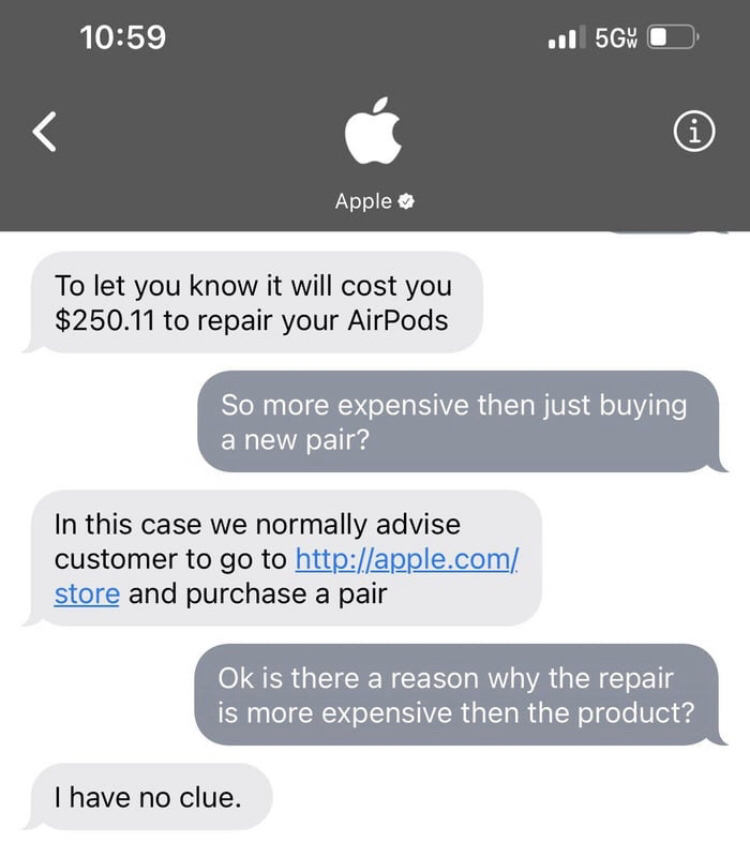 10:59
5G UW
Apple
To let you know it will cost you
$250.11 to repair your AirPods
So more expensive then just buying
a new pair?
In this case we normally advise
customer to go to http://apple.com/
store and purchase a pair
Ok is there a reason why the repair
is more expensive then the product?
I have no clue.